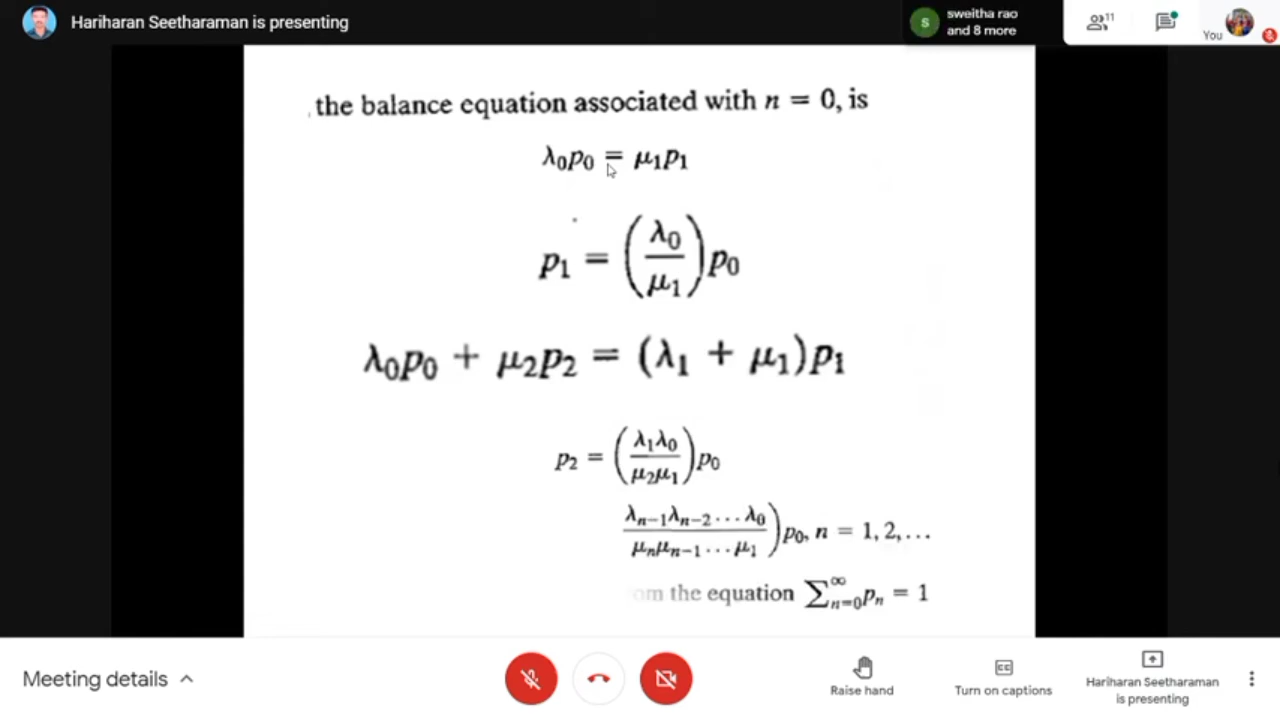 Hariharan Seetharaman is presenting
s
sweitha rao
and 8 more
11
You
the balance equation associated with n = 0, is
λ₀p₀ = μ₁p₁
p₁ = (λ₀/μ₁)p₀
λ₀p₀ + μ₂p₂ = (λ₁ + μ₁)p₁
p₂ = (λ₁λ₀/μ₂μ₁)p₀
λₙ₋₁λₙ₋₂...λ₀/μₙμₙ₋₁...μ₁)p₀, n = 1, 2,...
om the equation ∑ₙ₌₀^∞ pₙ = 1
Meeting details
Raise hand
CC
Turn on captions
Hariharan Seetharaman
is presenting